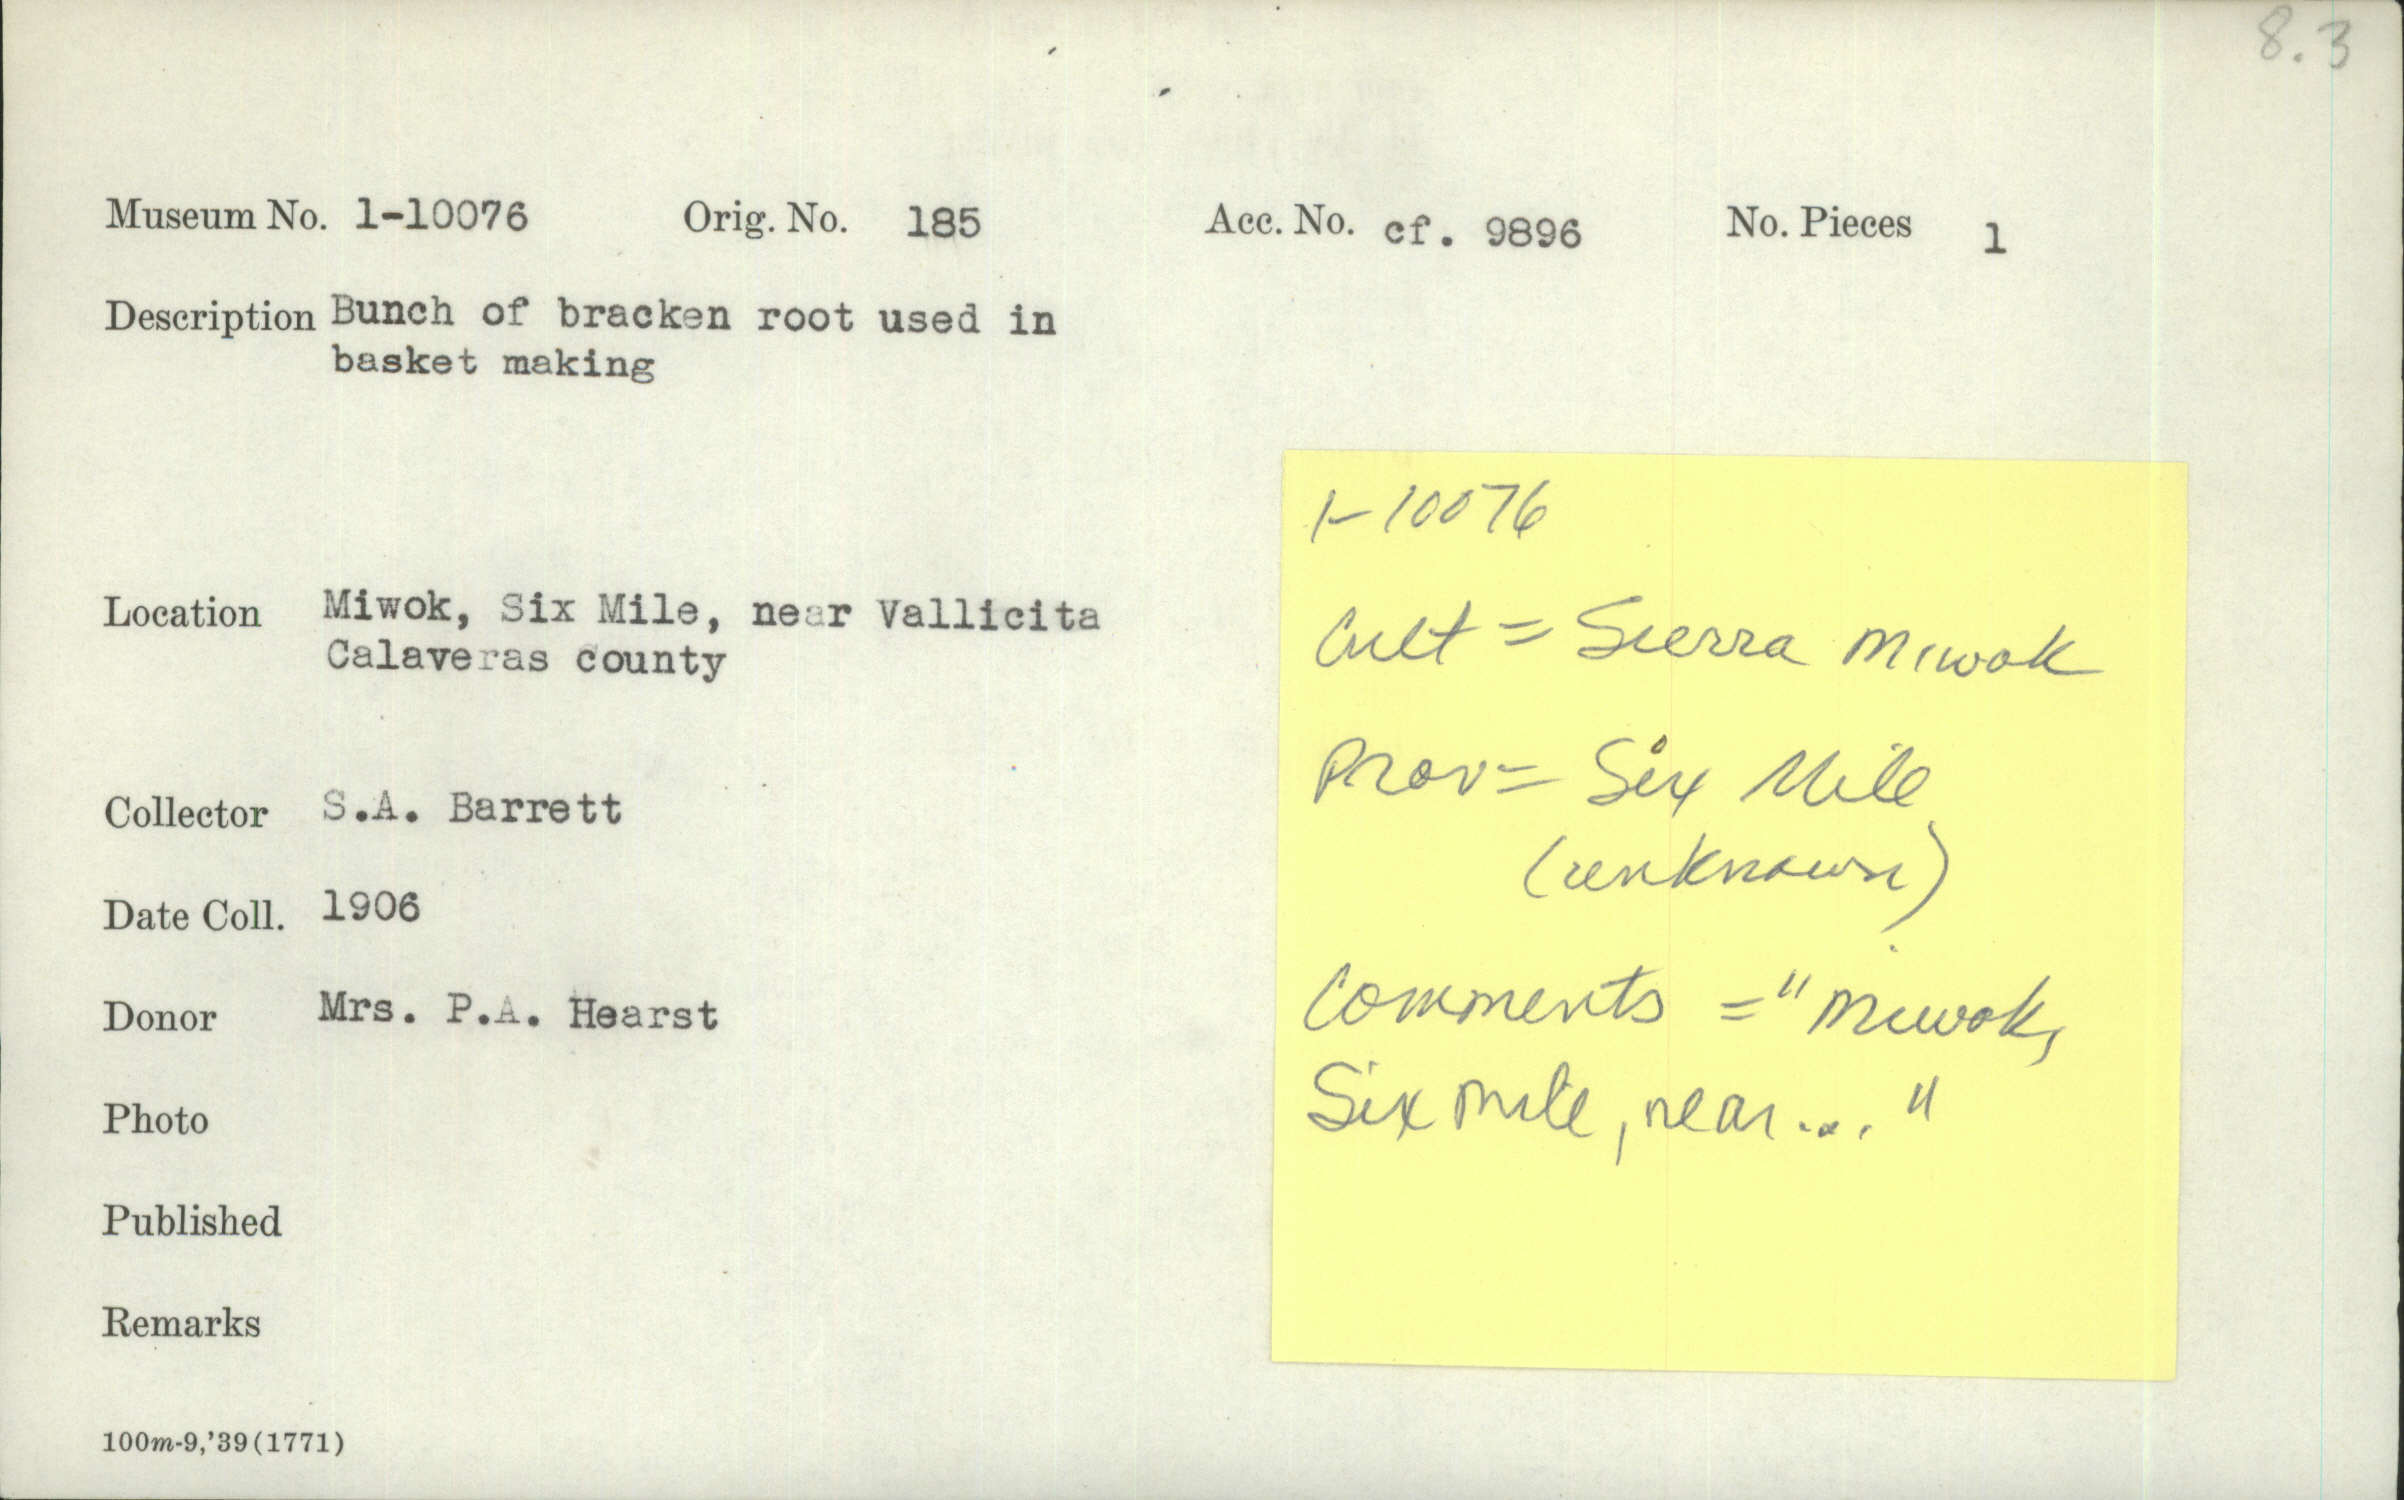 8.3
Museum No. 1-10076 Orig. No. 185 Acc. No. cf. 9896 No. Pieces 1
Description Bunch of bracken root used in
basket making
Location Miwok, Six Mile, near Vallicita
Calaveras county
Collector S.A. Barrett
Date Coll. 1906
Donor Mrs. P.A. Hearst
Photo
Published
Remarks
100m-9,'39(1771)
1-10076
Cult = Sierra Miwok
Prov = Six Mile
(unknown)
Comments = "Miwok,
Six Mile, near..."